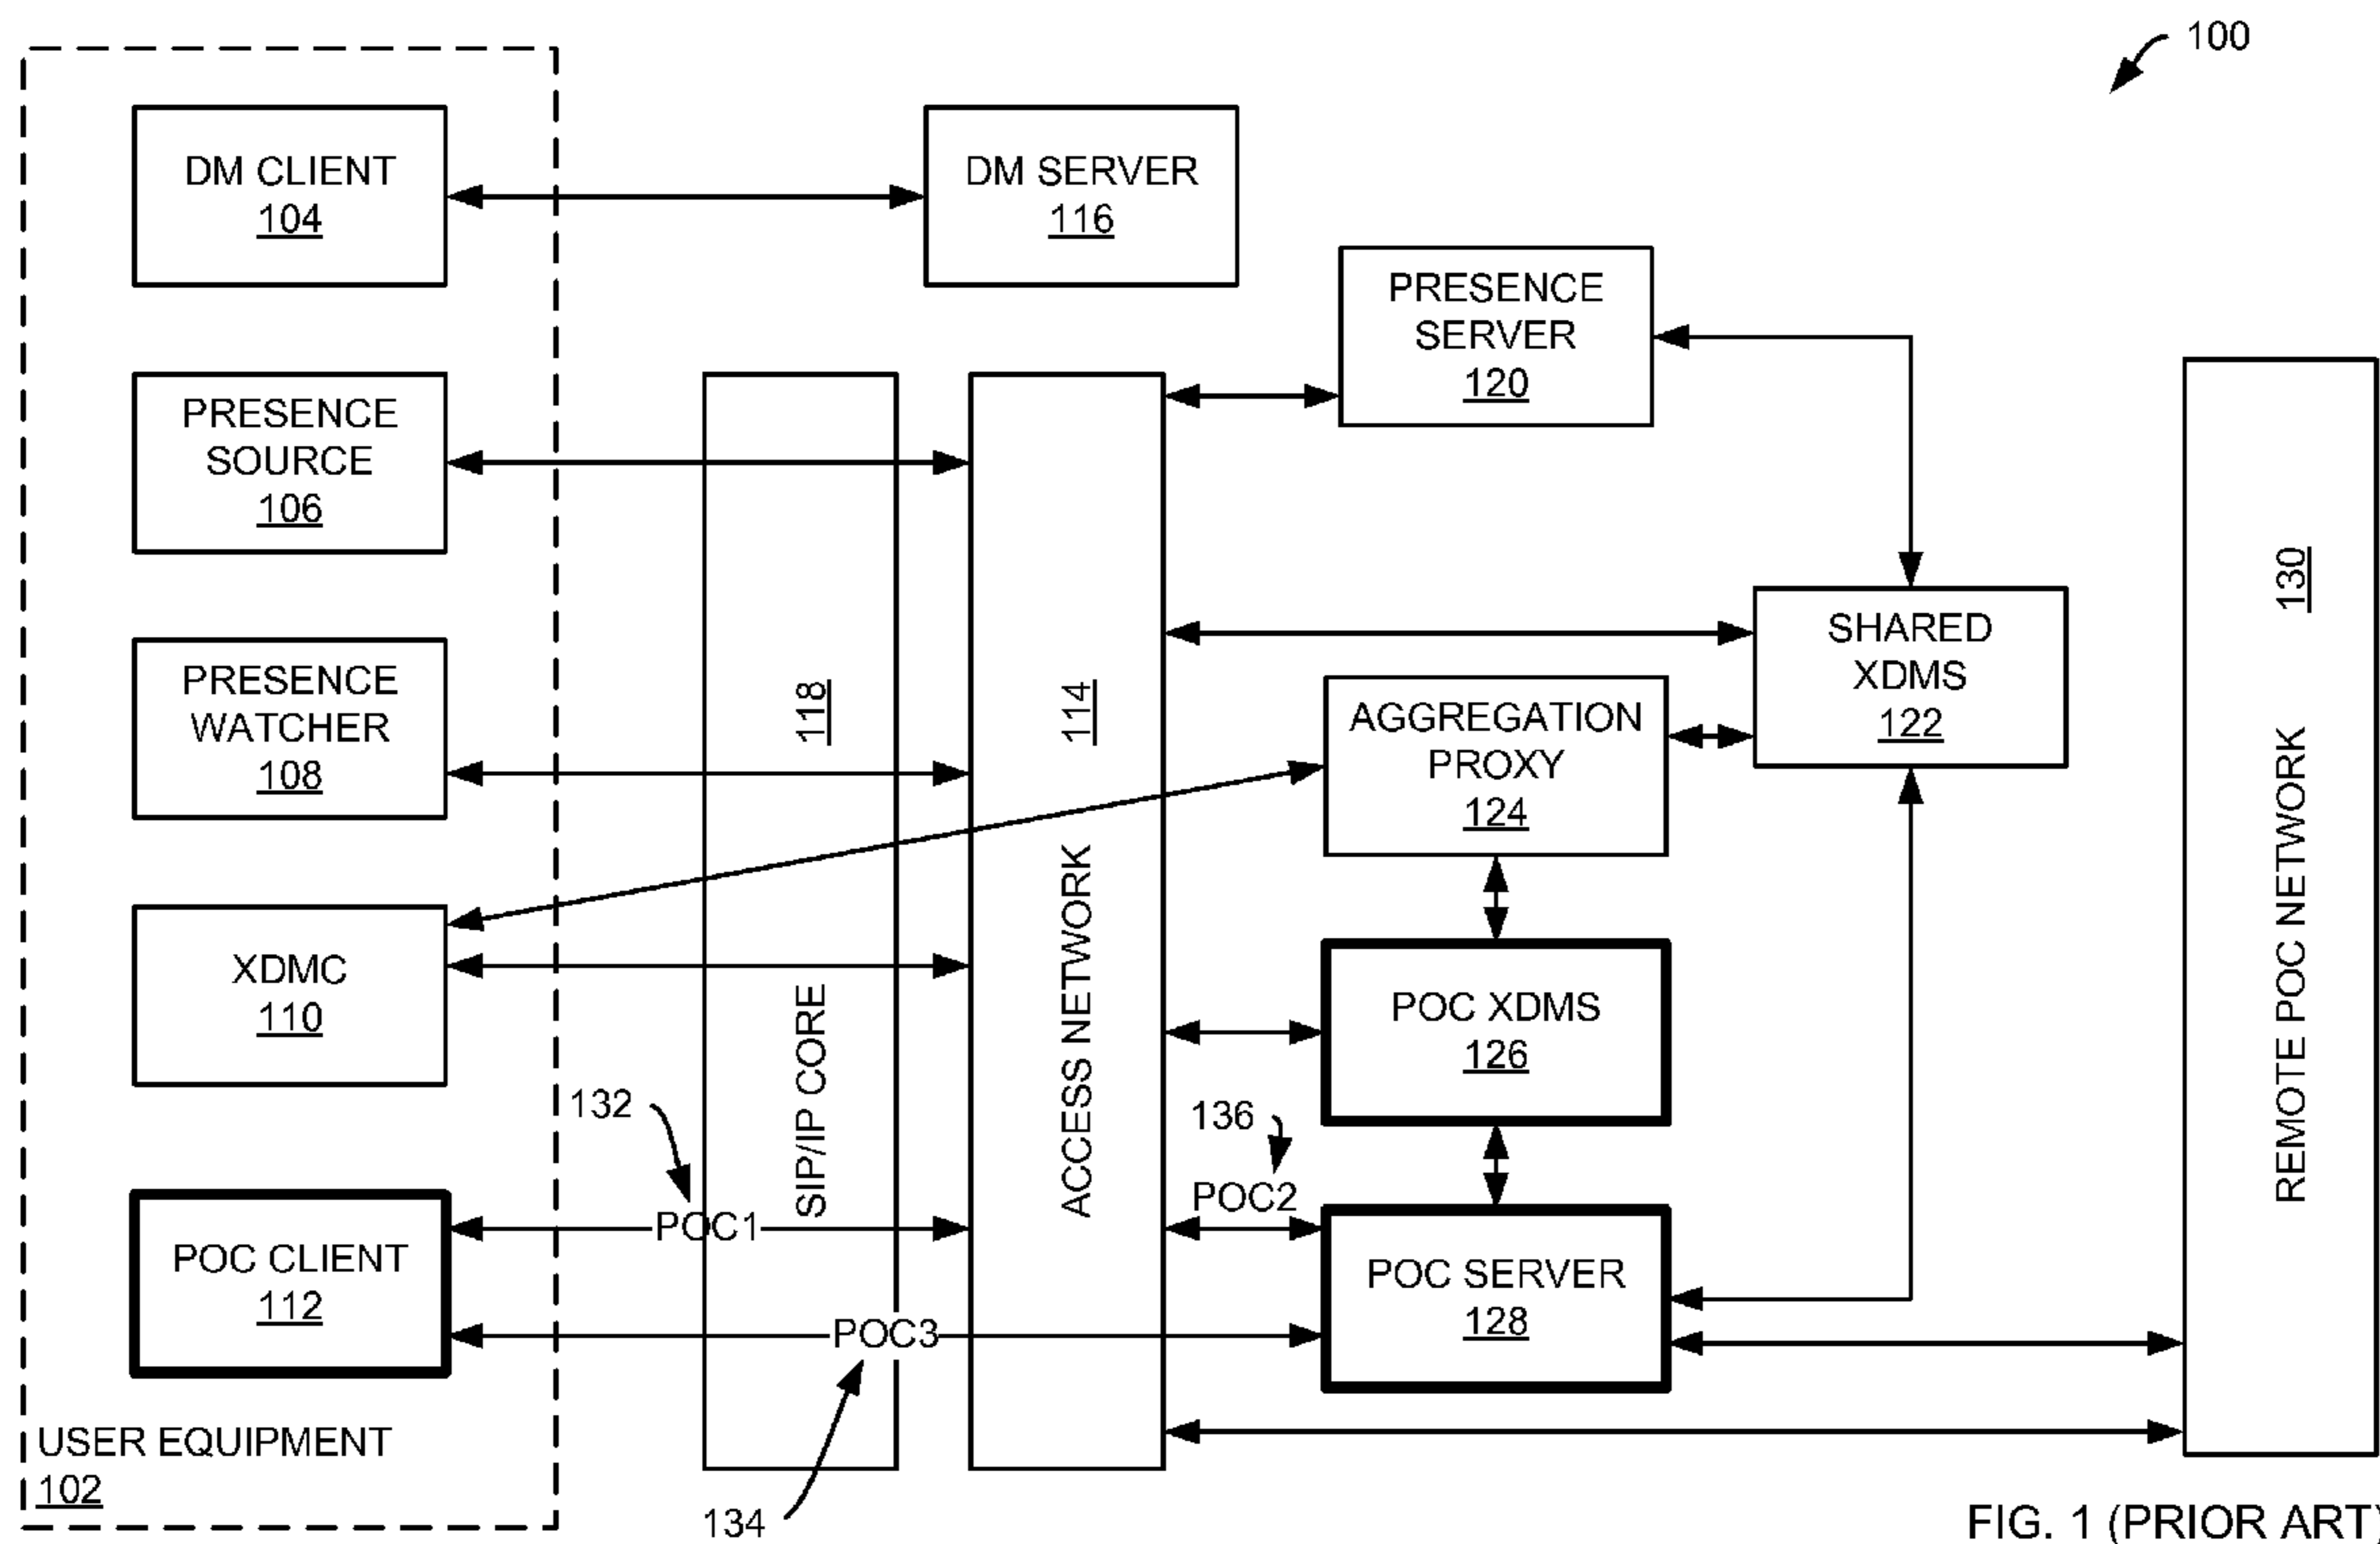 100
DM CLIENT
104
DM SERVER
116
PRESENCE
SERVER
120
PRESENCE
SOURCE
106
PRESENCE
WATCHER
108
118
SIP/IP CORE
114
ACCESS NETWORK
SHARED
XDMS
122
130
REMOTE POC NETWORK
AGGREGATION
PROXY
124
XDMC
110
POC XDMS
126
132
136
POC1
POC2
POC CLIENT
112
POC SERVER
128
POC3
134
USER EQUIPMENT
102
FIG. 1 (PRIOR ART)